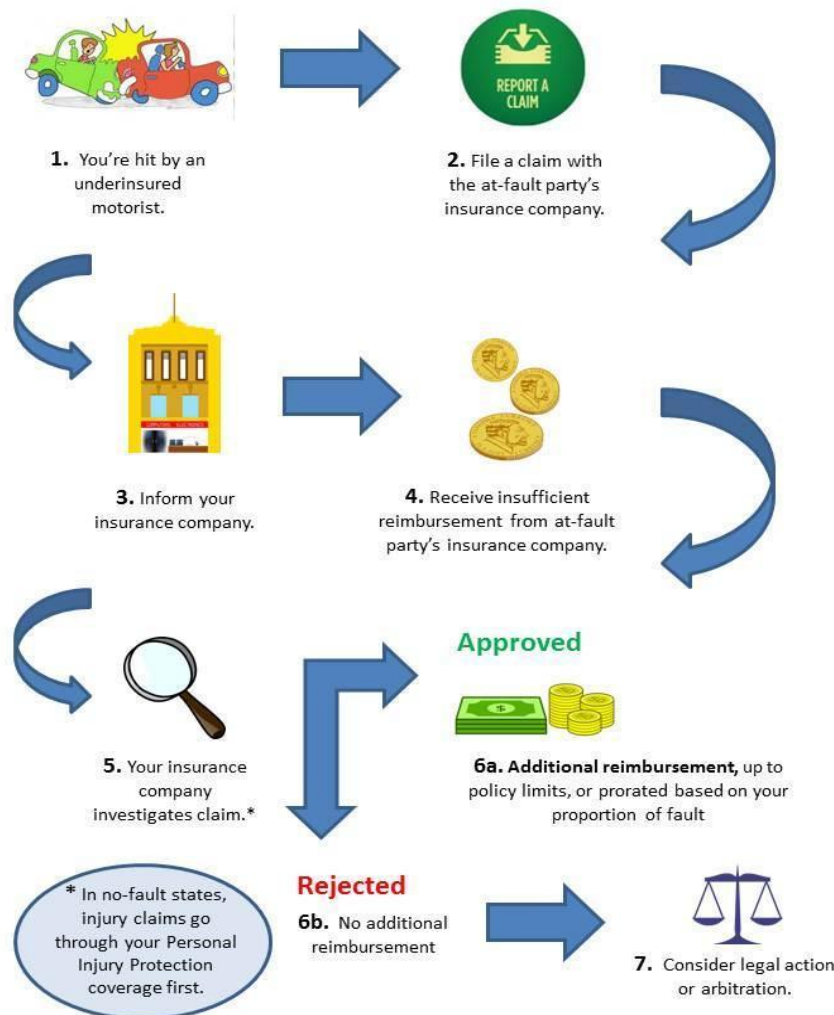 REPORT A
CLAIM
1. You're hit by an
underinsured
motorist.
2. File a claim with
the at-fault party's
insurance company.
3. Inform your
insurance company.
4. Receive insufficient
reimbursement from at-fault
party's insurance company.
5. Your insurance
company
investigates claim.*
Approved
6a. Additional reimbursement, up to
policy limits, or prorated based on your
proportion of fault
* In no-fault states,
injury claims go
through your Personal
Injury Protection
coverage first.
Rejected
6b. No additional
reimbursement
7. Consider legal action
or arbitration.